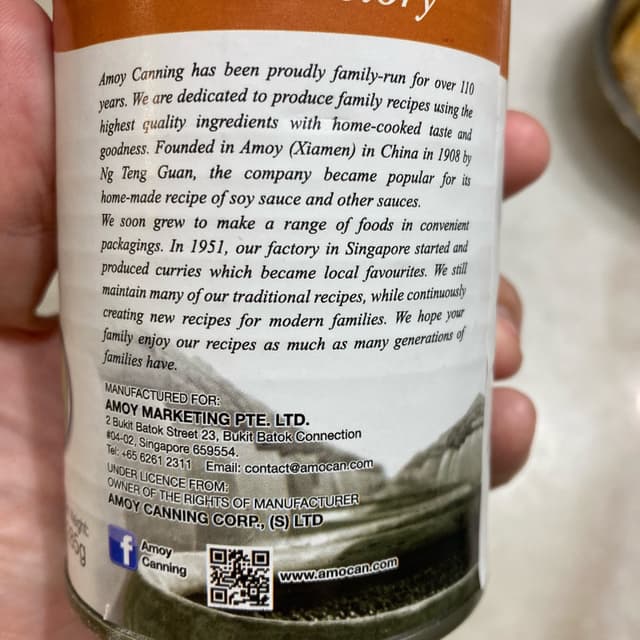 Amoy Canning has been proudly family-run for over 110
years. We are dedicated to produce family recipes using the
highest quality ingredients with home-cooked taste and
goodness. Founded in Amoy (Xiamen) in China in 1908 by
Ng Teng Guan, the company became popular for its
home-made recipe of soy sauce and other sauces.
We soon grew to make a range of foods in convenient
packagings. In 1951, our factory in Singapore started and
produced curries which became local favourites. We still
maintain many of our traditional recipes, while continuously
creating new recipes for modern families. We hope your
family enjoy our recipes as much as many generations of
families have.
MANUFACTURED FOR:
AMOY MARKETING PTE. LTD.
2 Bukit Batok Street 23, Bukit Batok Connection
#04-02, Singapore 659554.
Tel: +65 6261 2311 Email: contact@amocan.com
UNDER LICENCE FROM:
OWNER OF THE RIGHTS OF MANUFACTURER
AMOY CANNING CORP., (S) LTD
f Amoy
Canning
www.amocan.com